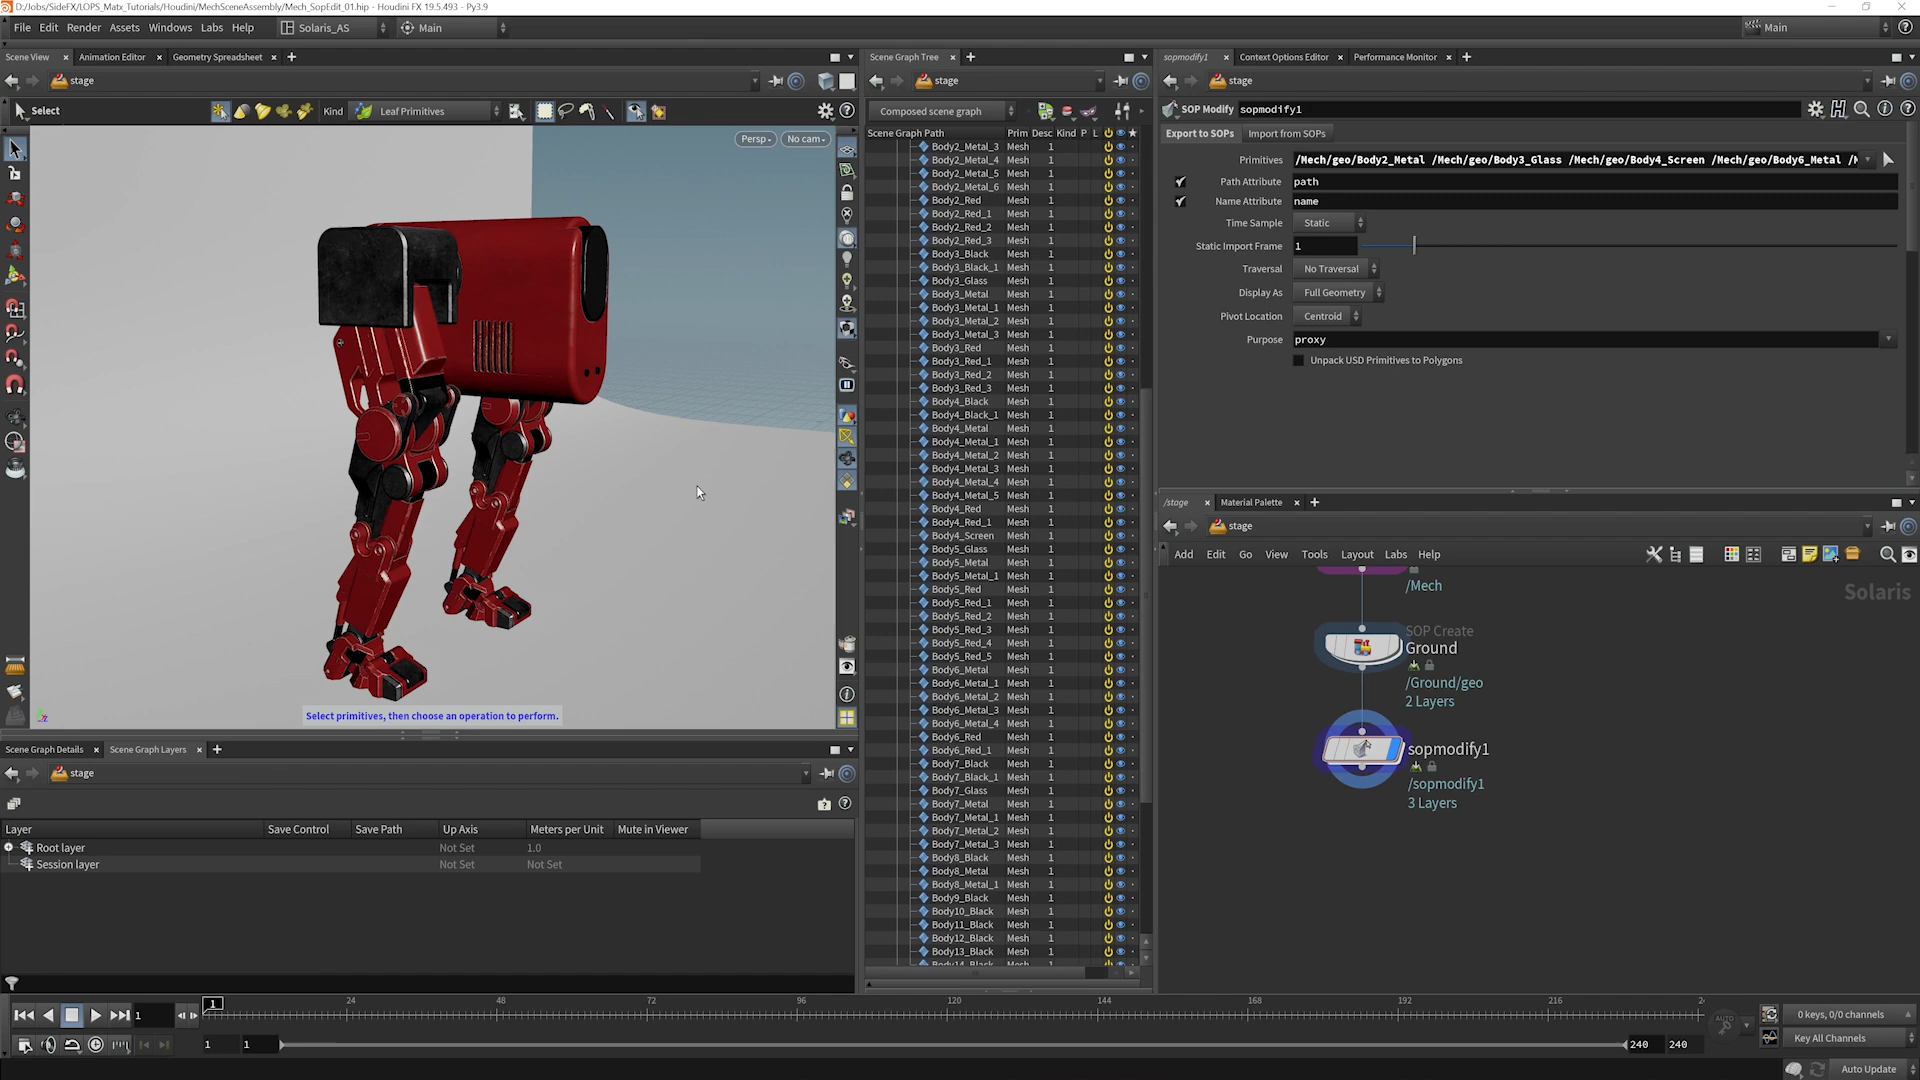 D:/Jobs/SideFX/LOPS_Matx_Tutorials/Houdini/MechSceneAssembly/Mech_SopEdit_01.hip - Houdini FX 19.5.493 - Py3.9
File Edit Render Assets Windows Labs Help Solaris_AS Main Main
Scene View Animation Editor Geometry Spreadsheet
stage
Select Kind Leaf Primitives
Persp No cam
Select primitives, then choose an operation to perform.
Scene Graph Details Scene Graph Layers
stage
Layer Save Control Save Path Up Axis Meters per Unit Mute in Viewer
Root layer Not Set 1.0
Session layer Not Set Not Set
Scene Graph Tree
stage
Composed scene graph
Scene Graph Path Prim Desc Kind P L
Body2_Metal_3 Mesh 1
Body2_Metal_4 Mesh 1
Body2_Metal_5 Mesh 1
Body2_Metal_6 Mesh 1
Body2_Red Mesh 1
Body2_Red_1 Mesh 1
Body2_Red_2 Mesh 1
Body2_Red_3 Mesh 1
Body3_Black Mesh 1
Body3_Black_1 Mesh 1
Body3_Glass Mesh 1
Body3_Metal Mesh 1
Body3_Metal_1 Mesh 1
Body3_Metal_2 Mesh 1
Body3_Metal_3 Mesh 1
Body3_Red Mesh 1
Body3_Red_1 Mesh 1
Body3_Red_2 Mesh 1
Body3_Red_3 Mesh 1
Body4_Black Mesh 1
Body4_Black_1 Mesh 1
Body4_Metal Mesh 1
Body4_Metal_1 Mesh 1
Body4_Metal_2 Mesh 1
Body4_Metal_3 Mesh 1
Body4_Metal_4 Mesh 1
Body4_Metal_5 Mesh 1
Body4_Red Mesh 1
Body4_Red_1 Mesh 1
Body4_Screen Mesh 1
Body5_Glass Mesh 1
Body5_Metal Mesh 1
Body5_Metal_1 Mesh 1
Body5_Red Mesh 1
Body5_Red_1 Mesh 1
Body5_Red_2 Mesh 1
Body5_Red_3 Mesh 1
Body5_Red_4 Mesh 1
Body5_Red_5 Mesh 1
Body6_Metal Mesh 1
Body6_Metal_1 Mesh 1
Body6_Metal_2 Mesh 1
Body6_Metal_3 Mesh 1
Body6_Metal_4 Mesh 1
Body6_Red Mesh 1
Body6_Red_1 Mesh 1
Body7_Black Mesh 1
Body7_Black_1 Mesh 1
Body7_Glass Mesh 1
Body7_Metal Mesh 1
Body7_Metal_1 Mesh 1
Body7_Metal_2 Mesh 1
Body7_Metal_3 Mesh 1
Body8_Black Mesh 1
Body8_Metal Mesh 1
Body8_Metal_1 Mesh 1
Body9_Black Mesh 1
Body10_Black Mesh 1
Body11_Black Mesh 1
Body12_Black Mesh 1
Body13_Black Mesh 1
sopmodify1 Context Options Editor Performance Monitor
stage
SOP Modify sopmodify1
Export to SOPs Import from SOPs
Primitives /Mech/geo/Body2_Metal /Mech/geo/Body3_Glass /Mech/geo/Body4_Screen /Mech/geo/Body6_Metal
Path Attribute path
Name Attribute name
Time Sample Static
Static Import Frame 1
Traversal No Traversal
Display As Full Geometry
Pivot Location Centroid
Purpose proxy
Unpack USD Primitives to Polygons
/stage Material Palette
stage
Add Edit Go View Tools Layout Labs Help
Solaris
/Mech
SOP Create
Ground
/Ground/geo
2 Layers
sopmodify1
/sopmodify1
3 Layers
1 1 24 48 72 96 120 144 168 192 216
AUTO 0 keys, 0/0 channels
1 1 240 240 Key All Channels
Auto Update